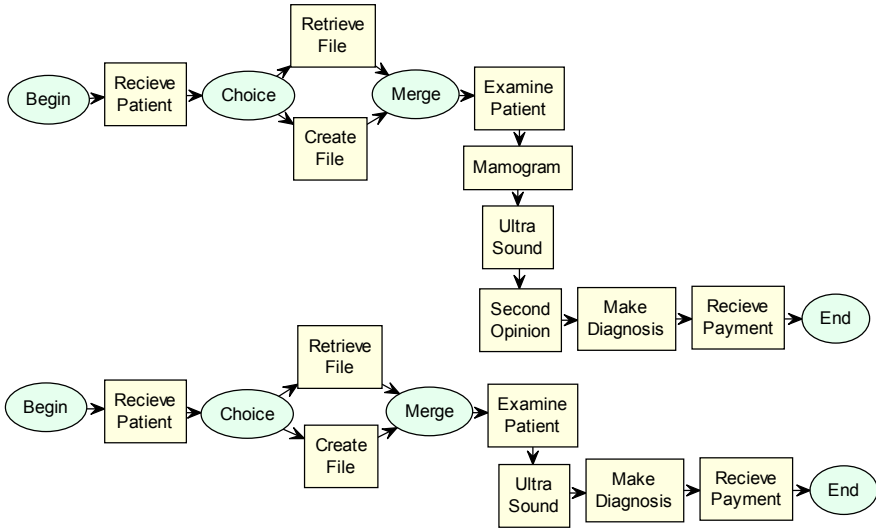 Begin
Recieve
Patient
Choice
Retrieve
File
Create
File
Merge
Examine
Patient
Mamogram
Ultra
Sound
Second
Opinion
Make
Diagnosis
Recieve
Payment
End
Begin
Recieve
Patient
Choice
Retrieve
File
Create
File
Merge
Examine
Patient
Ultra
Sound
Make
Diagnosis
Recieve
Payment
End